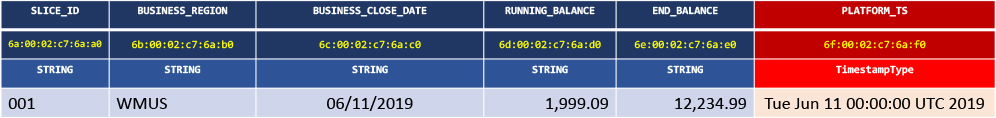 SLICE_ID BUSINESS_REGION BUSINESS_CLOSE_DATE RUNNING_BALANCE END_BALANCE PLATFORM_TS
6a:00:02:c7:6a:a0 6b:00:02:c7:6a:b0 6c:00:02:c7:6a:c0 6d:00:02:c7:6a:d0 6e:00:02:c7:6a:e0 6f:00:02:c7:6a:f0
STRING STRING STRING STRING STRING TimestampType
001 WMUS 06/11/2019 1,999.09 12,234.99 Tue Jun 11 00:00:00 UTC 2019